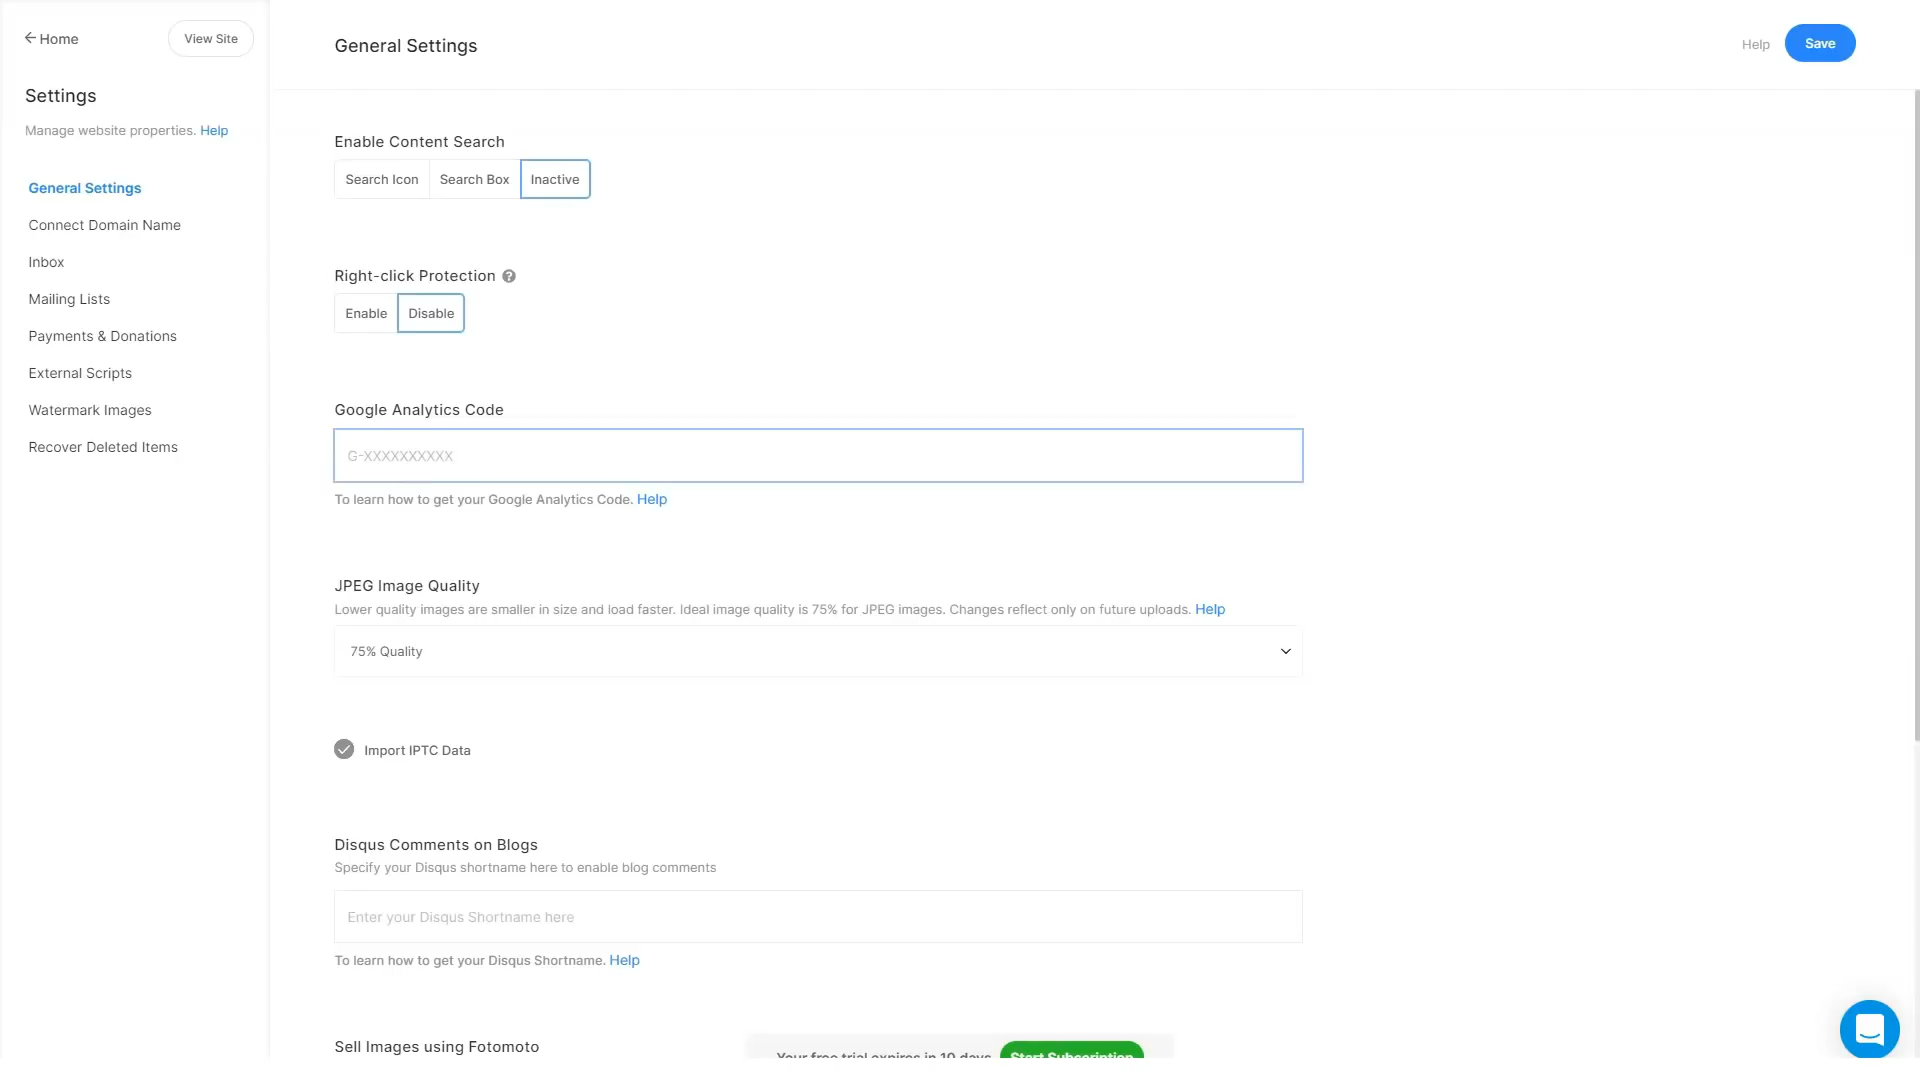 Home
View Site
Settings
Manage website properties. Help
General Settings
Connect Domain Name
Inbox
Mailing Lists
Payments & Donations
External Scripts
Watermark Images
Recover Deleted Items
General Settings
Help
Save
Enable Content Search
Search Icon
Search Box
Inactive
Right-click Protection
Enable
Disable
Google Analytics Code
G-XXXXXXXXXX
To learn how to get your Google Analytics Code. Help
JPEG Image Quality
Lower quality images are smaller in size and load faster. Ideal image quality is 75% for JPEG images. Changes reflect only on future uploads. Help
75% Quality
Import IPTC Data
Disqus Comments on Blogs
Specify your Disqus shortname here to enable blog comments
Enter your Disqus Shortname here
To learn how to get your Disqus Shortname. Help
Sell Images using Fotomoto
Your free trial expires in 10 days
Start Subscription